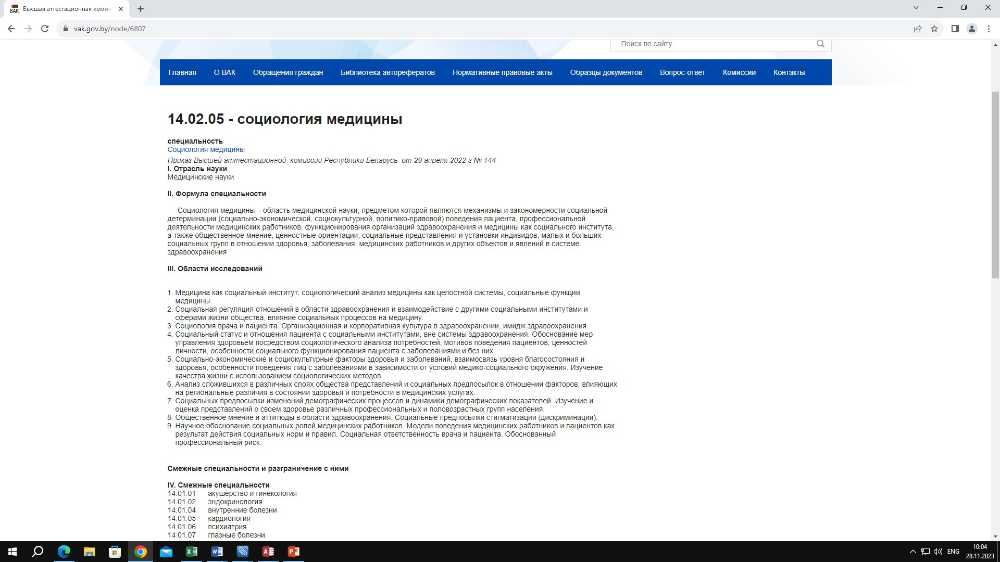 ВАК
Высшая аттестационная комис
vak.gov.by/node/6807
Поиск по сайту
Главная О ВАК Обращения граждан Библиотека авторефератов Нормативные правовые акты Образцы документов Вопрос-ответ Комиссии Контакты
14.02.05 - социология медицины
специальность
Социология медицины
Приказ Высшей аттестационной комиссии Республики Беларусь от 29 апреля 2022 г № 144
I. Отрасль науки
Медицинские науки
II. Формула специальности
Социология медицины – область медицинской науки, предметом которой являются механизмы и закономерности социальной
детерминации (социально-экономической, социокультурной, политико-правовой) поведения пациента, профессиональной
деятельности медицинских работников, функционирования организаций здравоохранения и медицины как социального института,
а также общественное мнение, ценностные ориентации, социальные представления и установки индивидов, малых и больших
социальных групп в отношении здоровья, заболевания, медицинских работников и других объектов и явлений в системе
здравоохранения
III. Области исследований
1. Медицина как социальный институт: социологический анализ медицины как целостной системы, социальные функции
медицины.
2. Социальная регуляция отношений в области здравоохранения и взаимодействие с другими социальными институтами и
сферами жизни общества, влияние социальных процессов на медицину.
3. Социология врача и пациента. Организационная и корпоративная культура в здравоохранении, имидж здравоохранения.
4. Социальный статус и отношения пациента с социальными институтами, вне системы здравоохранения. Обоснование мер
управления здоровьем посредством социологического анализа потребностей, мотивов поведения пациентов, ценностей
личности, особенности социального функционирования пациента с заболеваниями и без них.
5. Социально-экономические и социокультурные факторы здоровья и заболеваний, взаимосвязь уровня благосостояния и
здоровья, особенности поведения лиц с заболеваниями в зависимости от условий медико-социального окружения. Изучение
качества жизни с использованием социологических методов.
6. Анализ сложившихся в различных слоях общества представлений и социальных предпосылок в отношении факторов, влияющих
на региональные различия в состоянии здоровья и потребности в медицинских услугах.
7. Социальных предпосылки изменений демографических процессов и динамики демографических показателей. Изучение и
оценка представлений о своем здоровье различных профессиональных и половозрастных групп населения.
8. Общественное мнение и аттитюды в области здравоохранения. Социальные предпосылки стигматизации (дискриминации).
9. Научное обоснование социальных ролей медицинских работников. Модели поведения медицинских работников и пациентов как
результат действия социальных норм и правил. Социальная ответственность врача и пациента. Обоснованный
профессиональный риск.
Смежные специальности и разграничение с ними
IV. Смежные специальности
14.01.01 акушерство и гинекология
14.01.02 эндокринология
14.01.04 внутренние болезни
14.01.05 кардиология
14.01.06 психиатрия
14.01.07 глазные болезни
ENG
10:04
28.11.2023